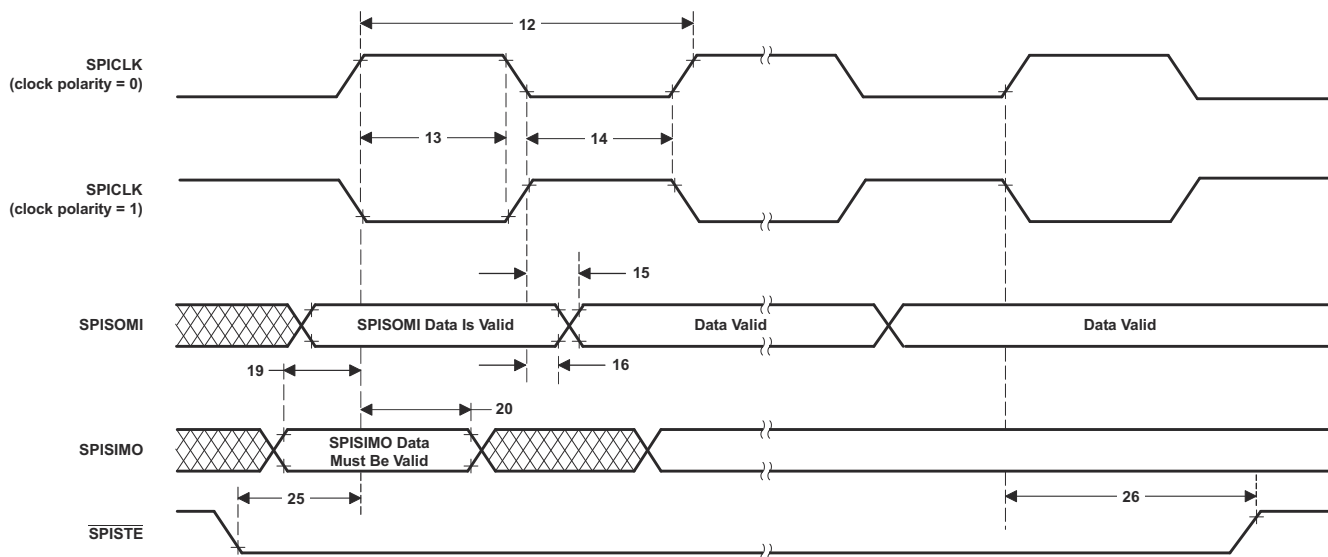 12
SPICLK
(clock polarity = 0)
13
14
SPICLK
(clock polarity = 1)
15
SPISOMI
SPISOMI Data Is Valid
Data Valid
Data Valid
16
19
20
SPISIMO
SPISIMO Data
Must Be Valid
25
26
SPISTE